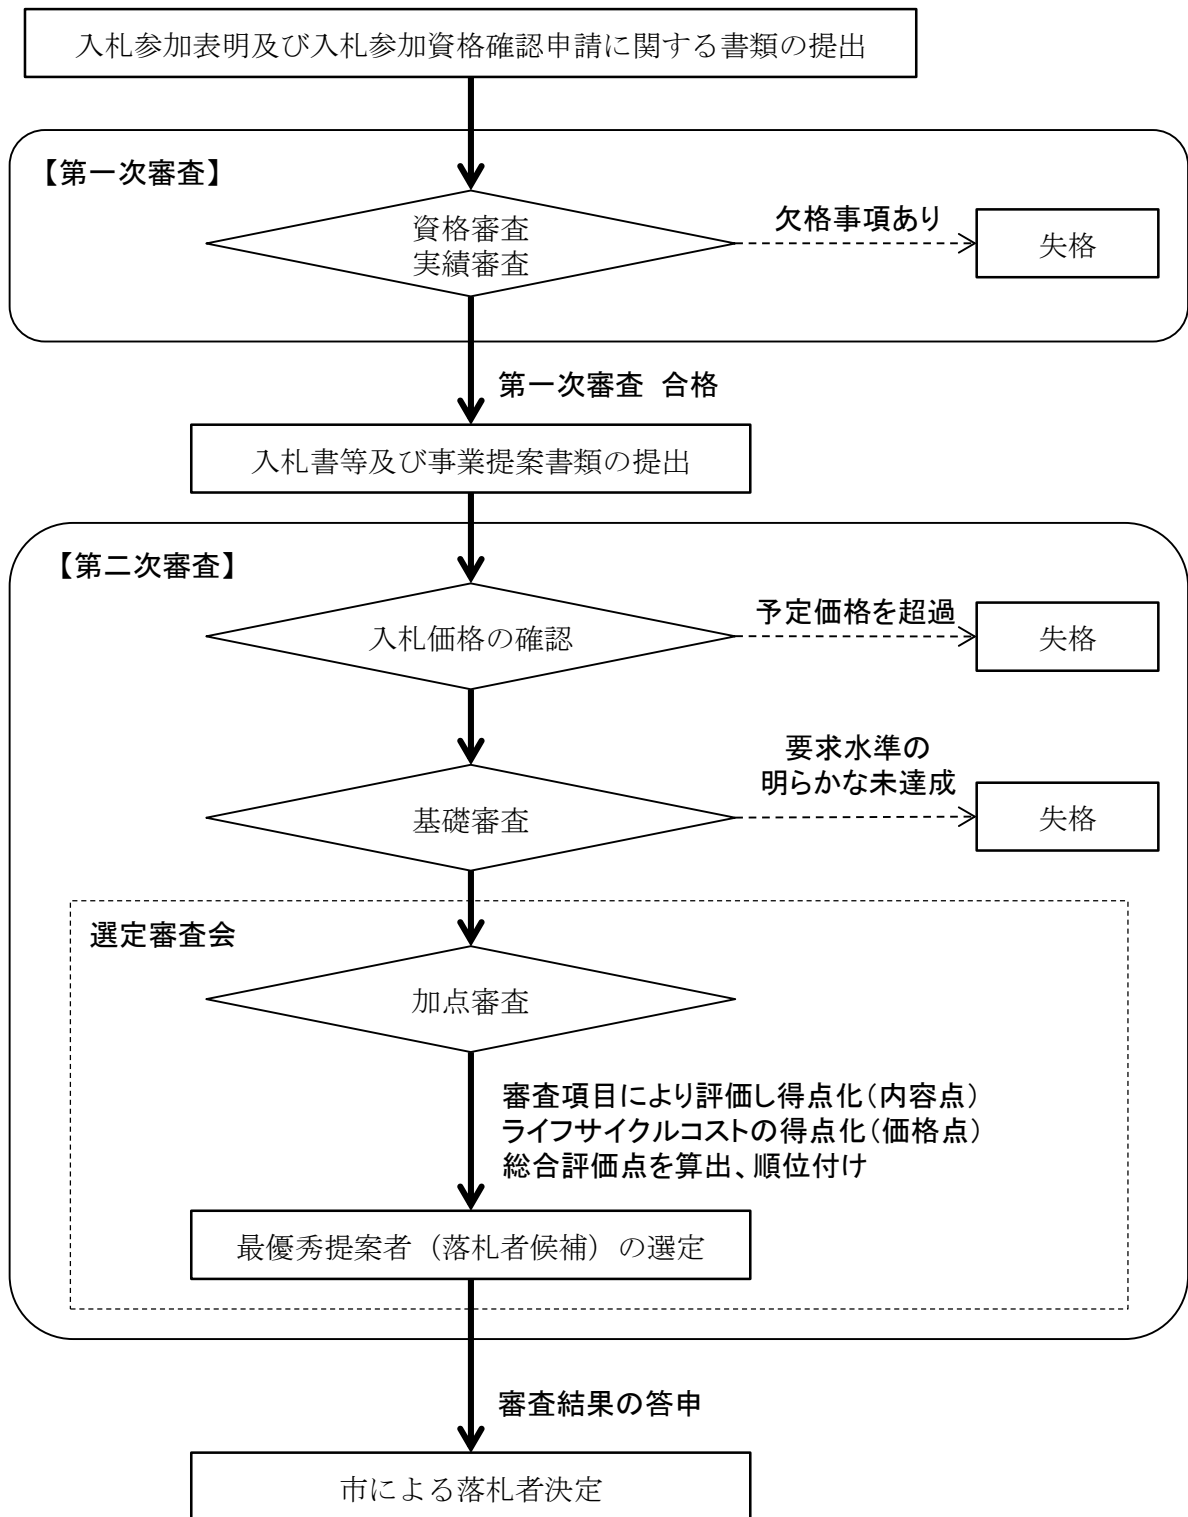 入札参加表明及び入札参加資格確認申請に関する書類の提出
【第一次審査】
資格審査
実績審査
欠格事項あり
失格
第一次審査 合格
入札書等及び事業提案書類の提出
【第二次審査】
入札価格の確認
予定価格を超過
失格
基礎審査
要求水準の
明らかな未達成
失格
選定審査会
加点審査
審査項目により評価し得点化(内容点)
ライフサイクルコストの得点化(価格点)
総合評価点を算出、順位付け
最優秀提案者（落札者候補）の選定
審査結果の答申
市による落札者決定